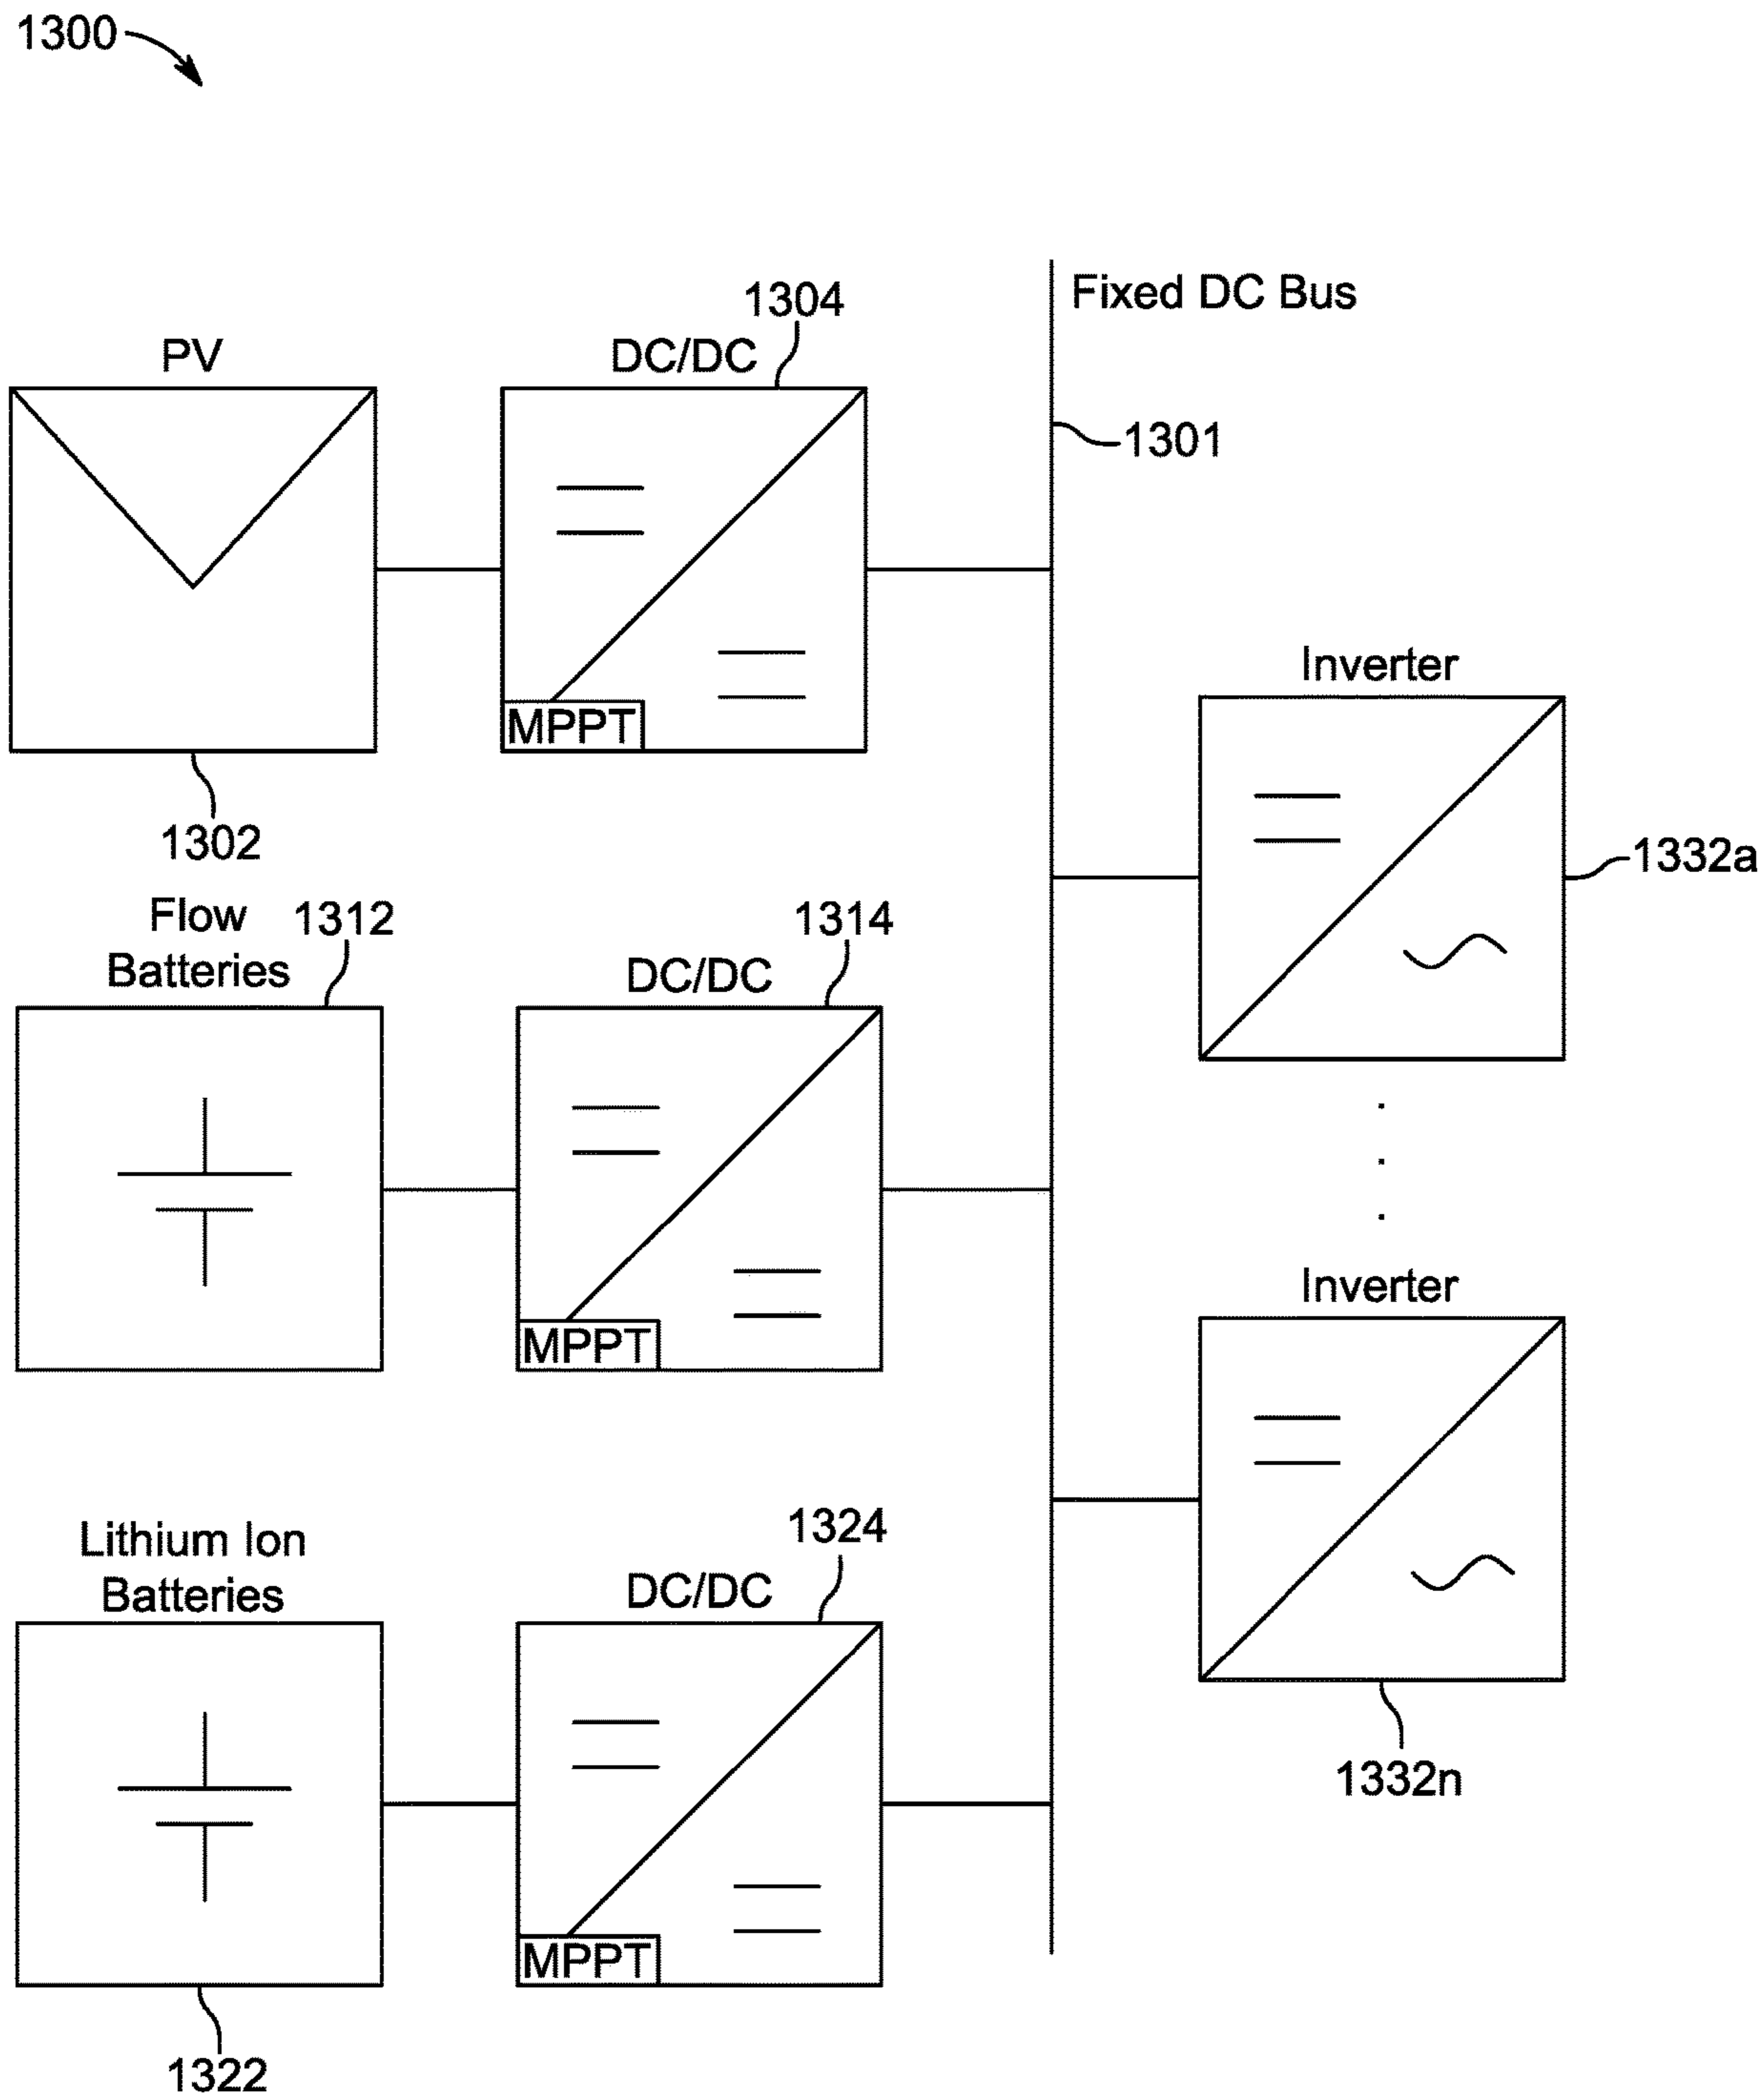 1300
Fixed DC Bus
1304
PV
DC/DC
1301
MPPT
1302
Inverter
1332a
Flow
Batteries
1312
1314
DC/DC
MPPT
Inverter
1332n
Lithium Ion
Batteries
1324
DC/DC
MPPT
1322